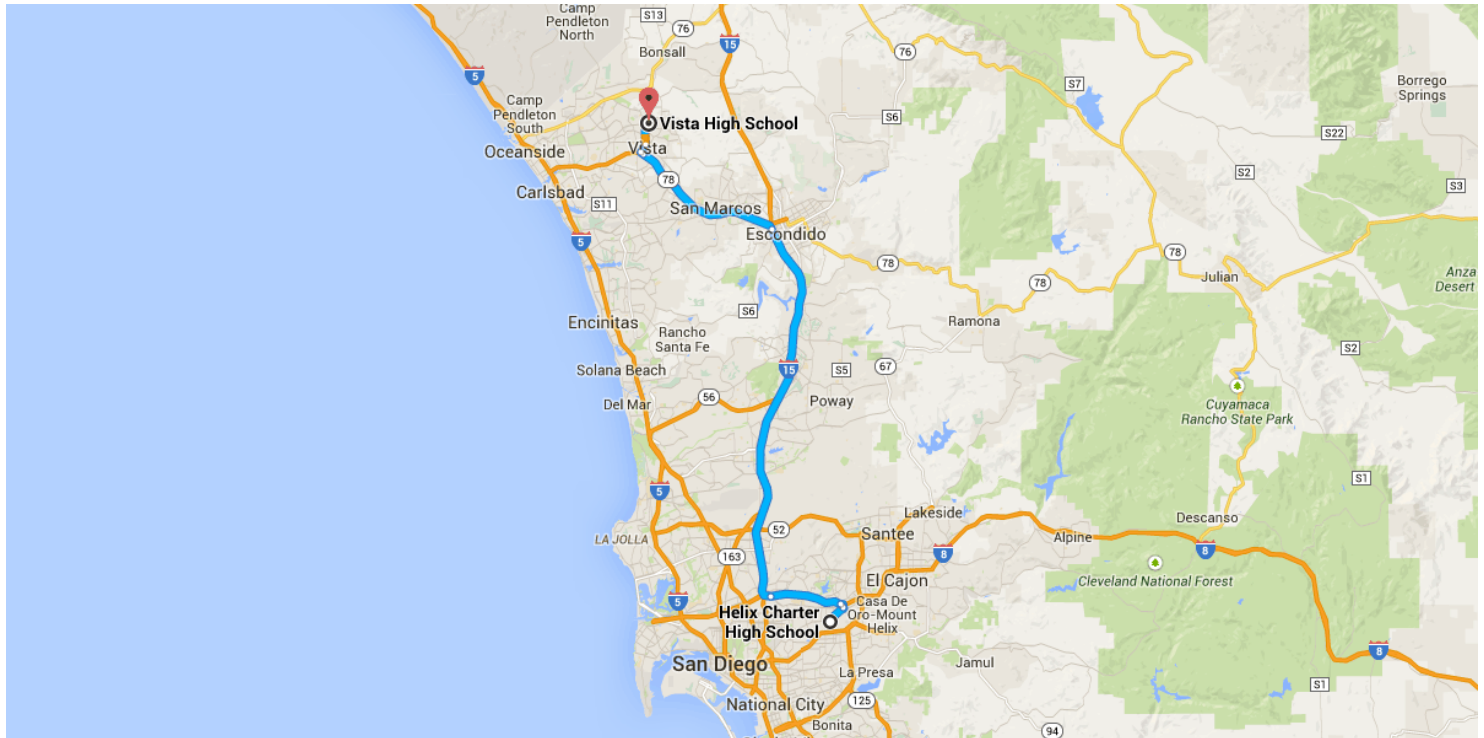 Camp
Pendleton
North
S13
76
Bonsall
15
76
5
S7
Borrego
Springs
Camp
Pendleton
South
Vista High School
S6
S22
Oceanside
Vista
78
S2
Carlsbad
S11
San Marcos
S3
5
Escondido
78
78
78
Julian
Anza
Desert
S6
Encinitas
Rancho
Santa Fe
Ramona
S2
Solana Beach
15
S5
67
Del Mar
56
Poway
Cuyamaca
Rancho State Park
5
S1
Lakeside
Descanso
LA JOLLA
52
Santee
Alpine
163
8
8
El Cajon
Cleveland National Forest
5
Helix Charter
High School
Casa De
Oro-Mount
Helix
San Diego
Jamul
8
La Presa
S1
National City
125
Bonita
94